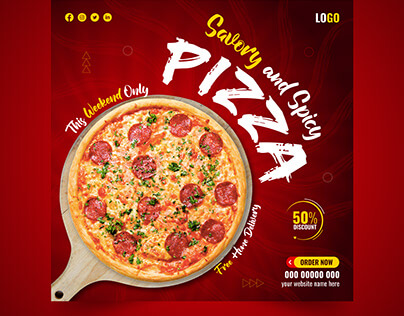 LOGO
Savory and Spicy
PIZZA
This Weekend Only
Free Home Delivery
50%
DISCOUNT
ORDER NOW
000 00000 000
your website name here